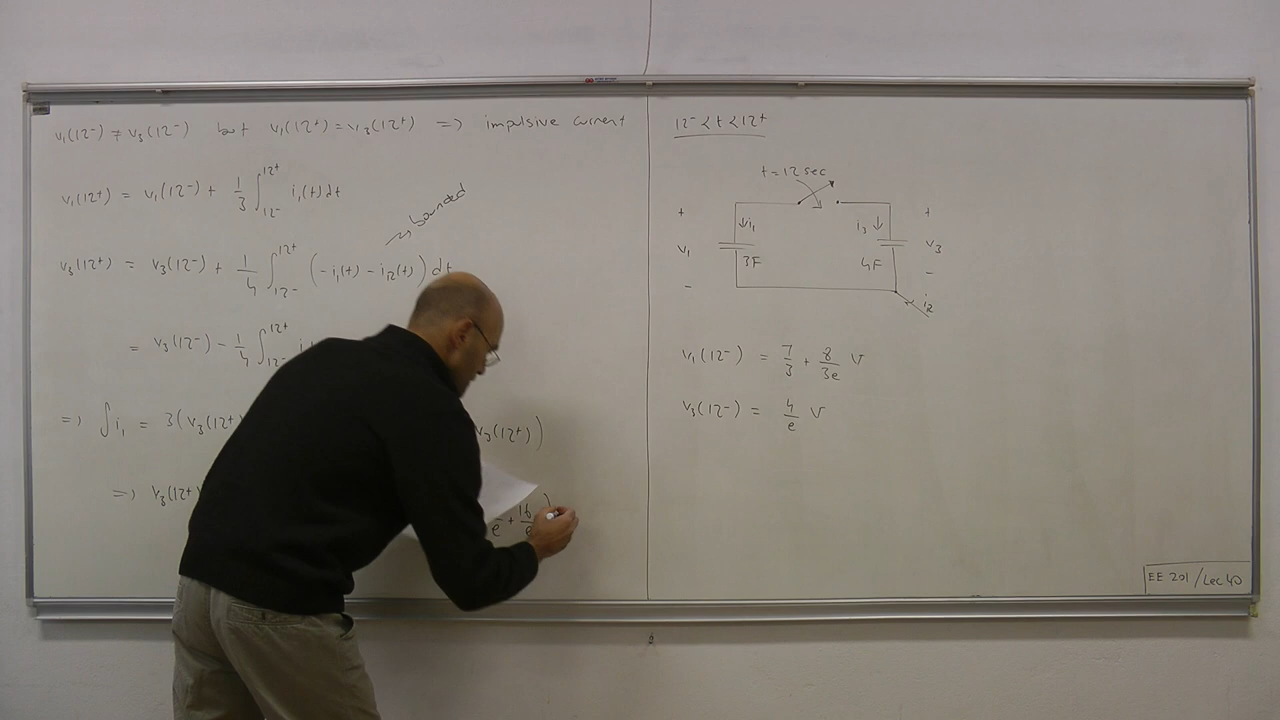 v₁(12⁻) ≠ v₃(12⁻) but v₁(12⁺) = v₃(12⁺) => impulsive current
v₁(12⁺) = v₁(12⁻) + 1/3 ∫₁₂₋¹²⁺ i₁(t)dt
bounded
v₃(12⁺) = v₃(12⁻) + 1/4 ∫₁₂₋¹²⁺ (-i₁(t) - i₁₂(t)) dt
= v₃(12⁻) - 1/4 ∫₁₂₋¹²⁺
=> ∫i₁ = 3(v₃(12⁺ v₃(12⁺))
=> v₃(12⁺ e + 16/e )
12⁻ < t < 12⁺
t = 12 sec
+ ↓i₁ i₃ ↓ +
v₁ 3F 4F v₃
- -
v₁(12⁻) = 7/3 + 8/3e V
v₃(12⁻) = 4/e V
EE 201 / Lec 40